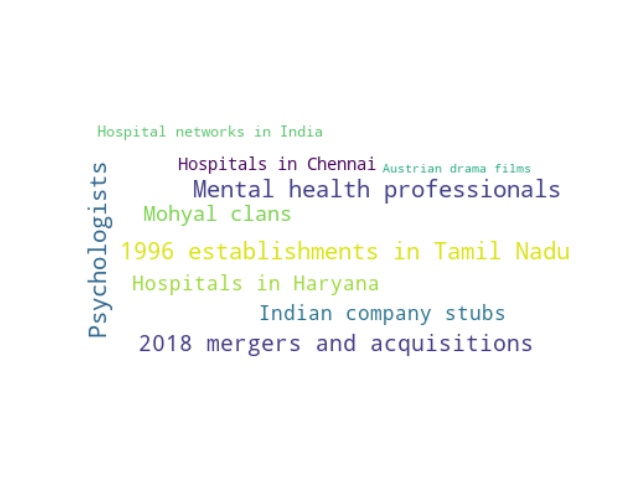 Hospital networks in India
Hospitals in Chennai
Austrian drama films
Mental health professionals
Psychologists
Mohyal clans
1996 establishments in Tamil Nadu
Hospitals in Haryana
Indian company stubs
2018 mergers and acquisitions